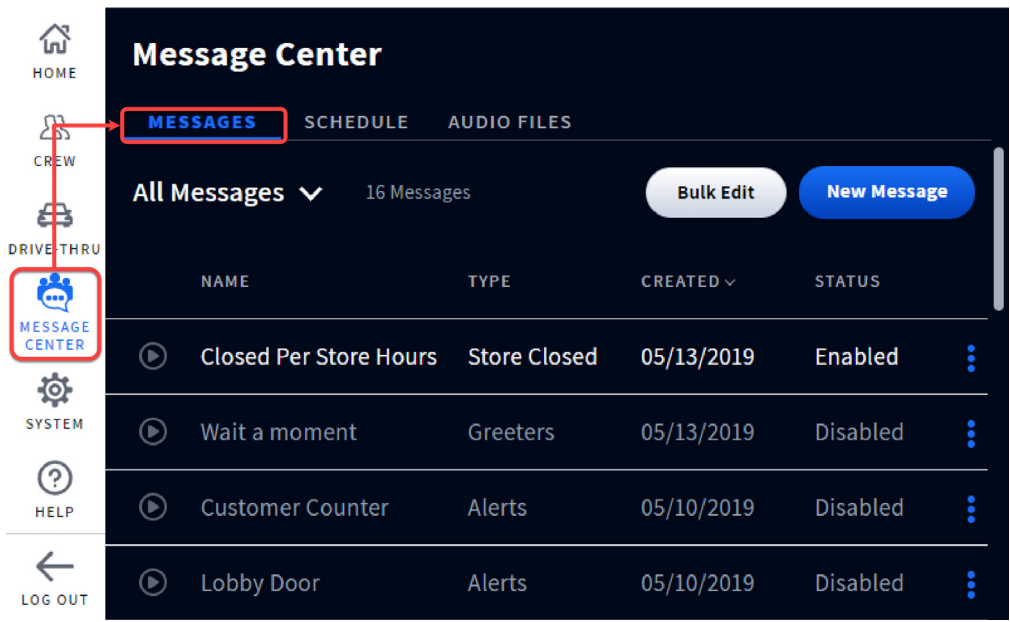 HOME
CREW
DRIVE-THRU
MESSAGE
CENTER
SYSTEM
HELP
LOG OUT
Message Center
MESSAGES SCHEDULE AUDIO FILES
All Messages 16 Messages Bulk Edit New Message
NAME TYPE CREATED STATUS
Closed Per Store Hours Store Closed 05/13/2019 Enabled
Wait a moment Greeters 05/13/2019 Disabled
Customer Counter Alerts 05/10/2019 Disabled
Lobby Door Alerts 05/10/2019 Disabled